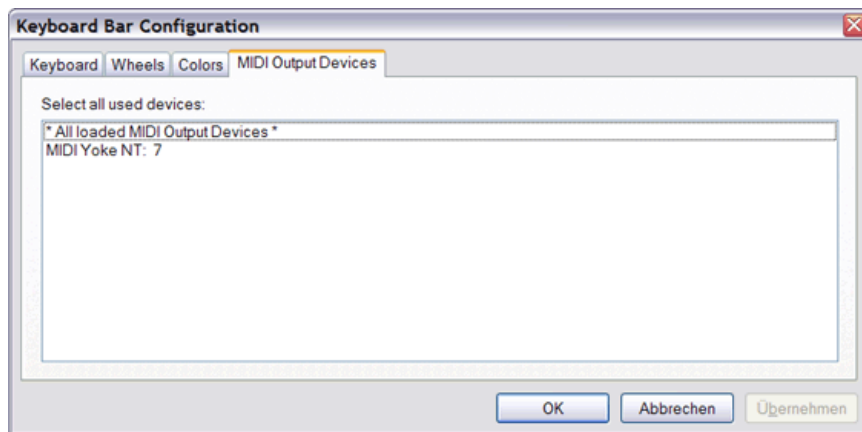 Keyboard Bar Configuration
Keyboard Wheels Colors MIDI Output Devices
Select all used devices:
* All loaded MIDI Output Devices *
MIDI Yoke NT: 7
OK Abbrechen Übernehmen